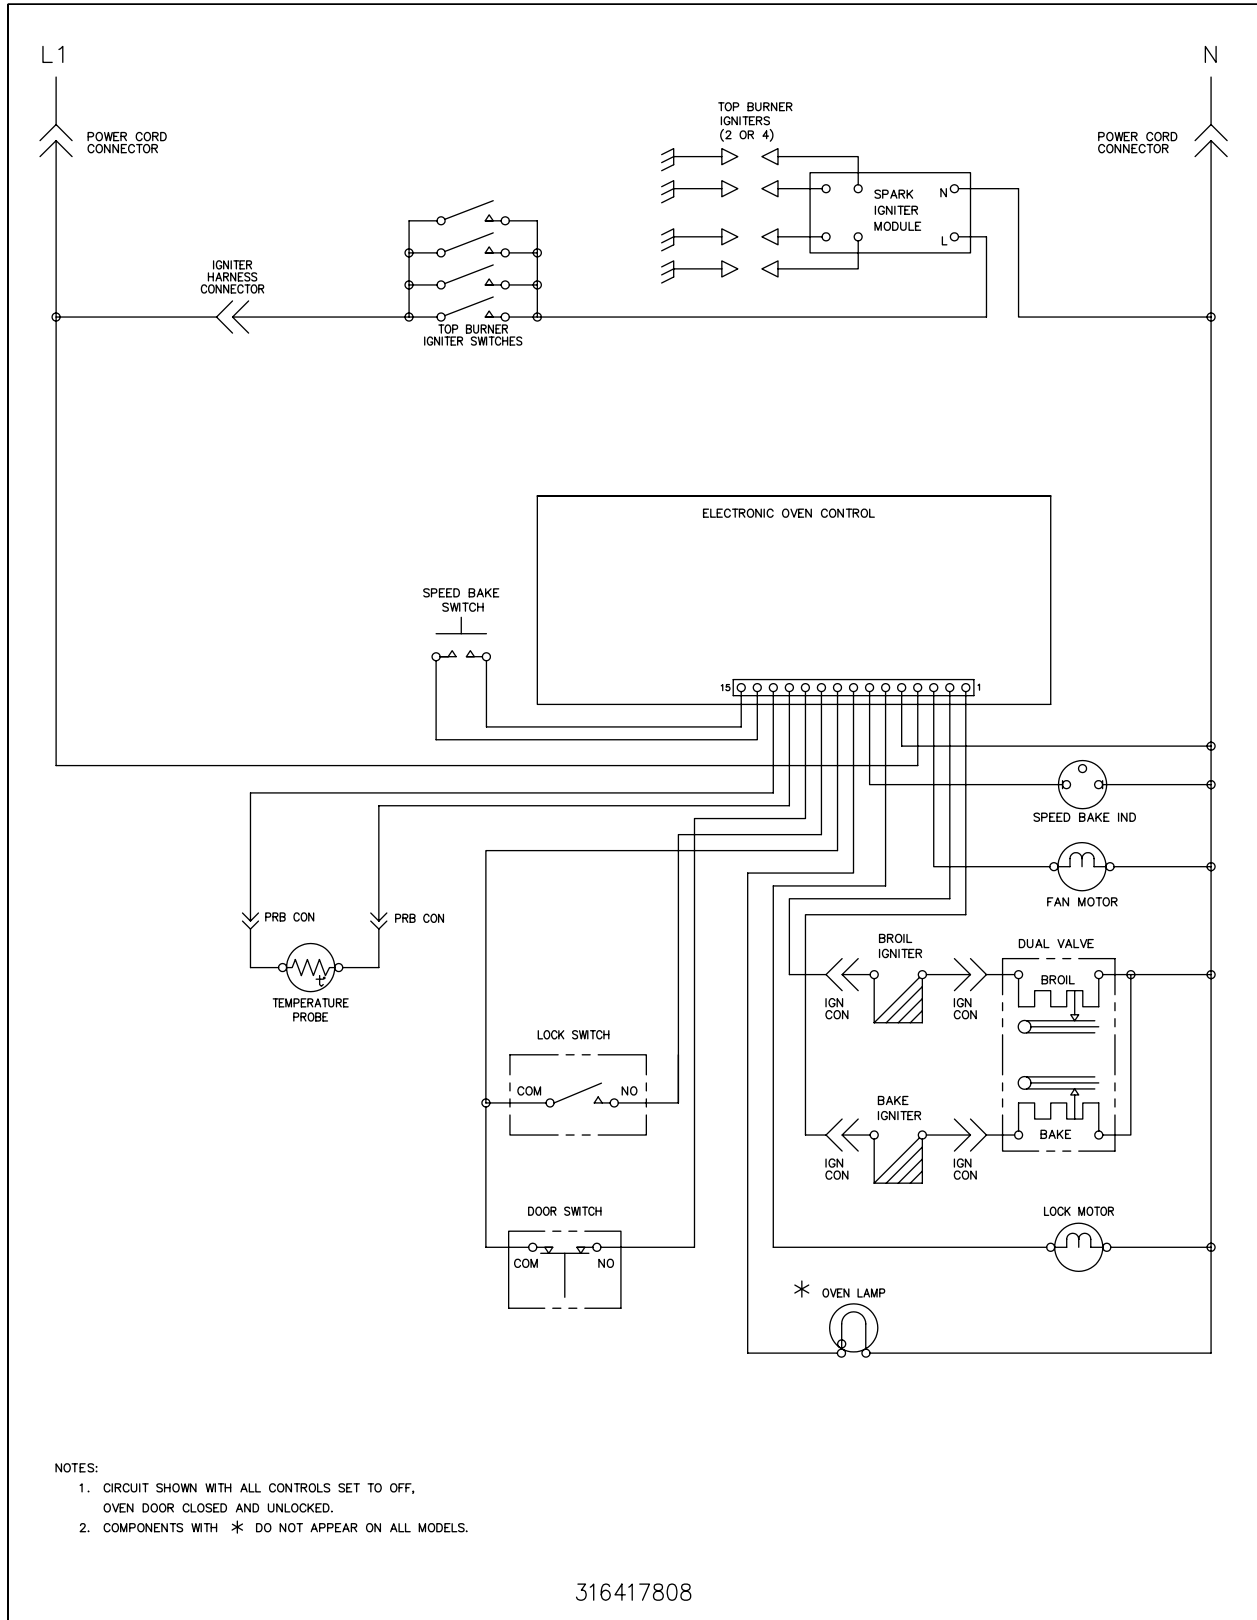 L1
N
POWER CORD
CONNECTOR
TOP BURNER
IGNITERS
(2 OR 4)
POWER CORD
CONNECTOR
SPARK
IGNITER
MODULE
N
L
IGNITER
HARNESS
CONNECTOR
TOP BURNER
IGNITER SWITCHES
ELECTRONIC OVEN CONTROL
SPEED BAKE
SWITCH
15
1
SPEED BAKE IND
FAN MOTOR
PRB CON
PRB CON
t
TEMPERATURE
PROBE
BROIL
IGNITER
DUAL VALVE
BROIL
IGN
CON
IGN
CON
LOCK SWITCH
COM
NO
BAKE
IGNITER
BAKE
IGN
CON
IGN
CON
DOOR SWITCH
COM
NO
LOCK MOTOR
* OVEN LAMP
NOTES:
1. CIRCUIT SHOWN WITH ALL CONTROLS SET TO OFF,
OVEN DOOR CLOSED AND UNLOCKED.
2. COMPONENTS WITH * DO NOT APPEAR ON ALL MODELS.
316417808